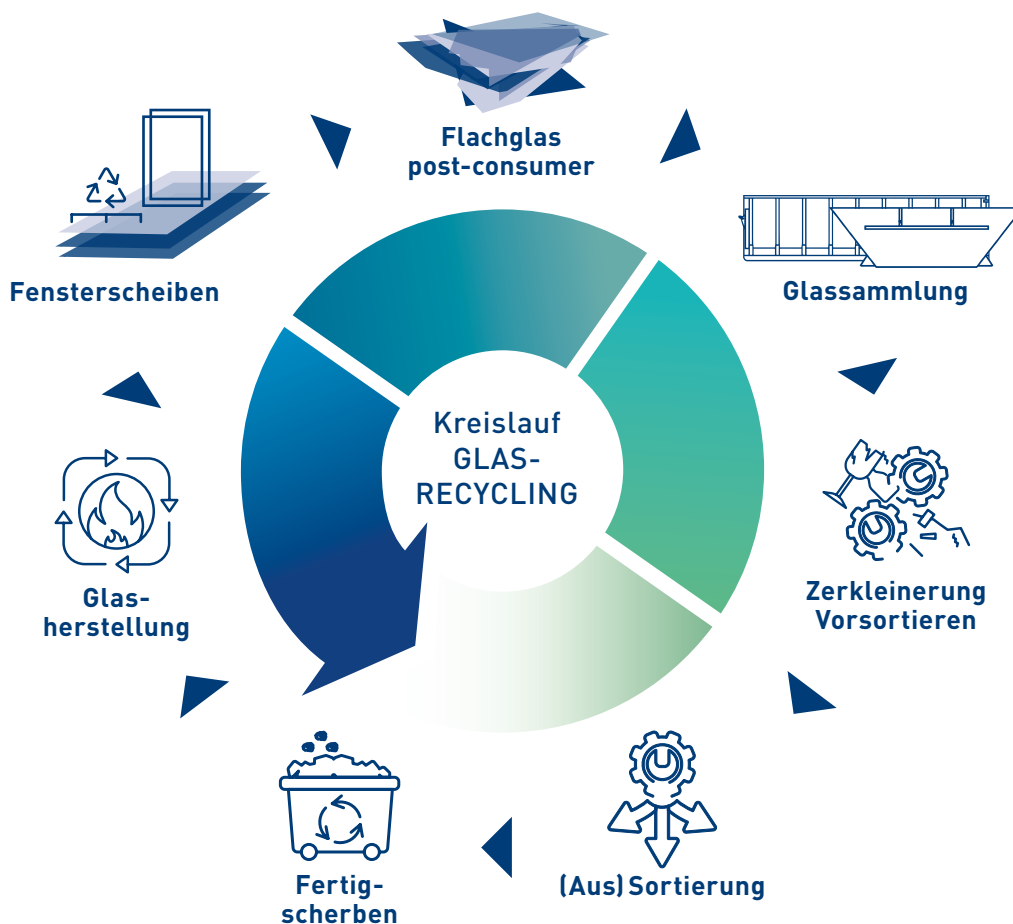 Flachglas
post-consumer
Fensterscheiben
Glassammlung
Kreislauf
GLAS-
RECYCLING
Glas-
herstellung
Zerkleinerung
Vorsortieren
Fertig-
scherben
(Aus) Sortierung